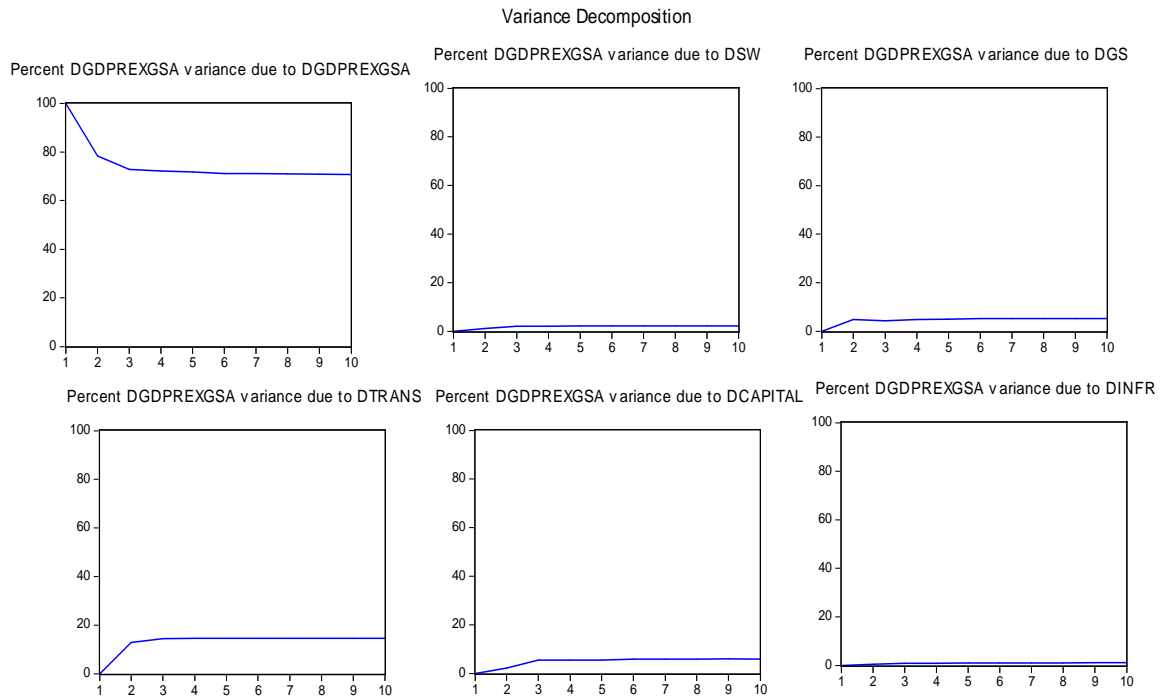 Variance Decomposition
Percent DGDPREXGSA variance due to DGDPREXGSA
100
80
60
40
20
0
1 2 3 4 5 6 7 8 9 10
Percent DGDPREXGSA variance due to DSW
100
80
60
40
20
0
1 2 3 4 5 6 7 8 9 10
Percent DGDPREXGSA variance due to DGS
100
80
60
40
20
0
1 2 3 4 5 6 7 8 9 10
Percent DGDPREXGSA variance due to DTRANS
100
80
60
40
20
0
1 2 3 4 5 6 7 8 9 10
Percent DGDPREXGSA variance due to DCAPITAL
100
80
60
40
20
0
1 2 3 4 5 6 7 8 9 10
Percent DGDPREXGSA variance due to DINFR
100
80
60
40
20
0
1 2 3 4 5 6 7 8 9 10